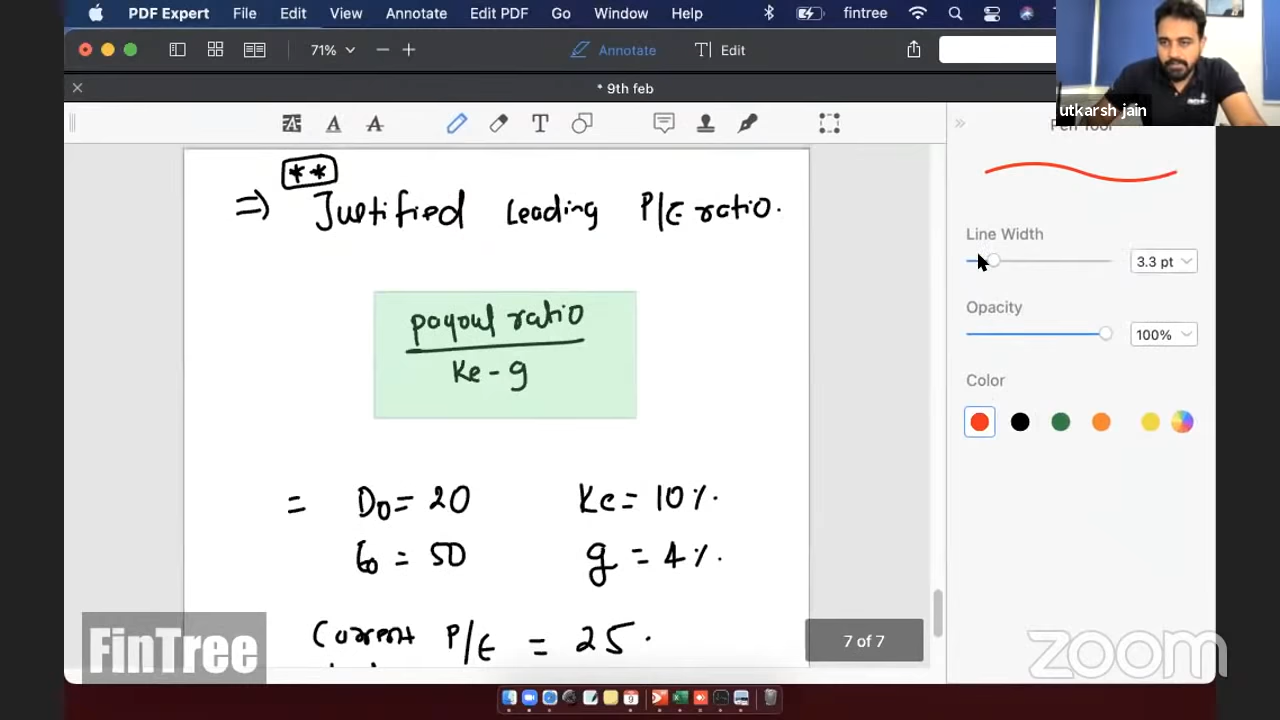 PDF Expert File Edit View Annotate Edit PDF Go Window Help fintree
71% Annotate T| Edit
* 9th feb
utkarsh jain
Pen Tool
**
=) Justified Leading P/E ratio.
Line Width
3.3 pt
payout ratio
Ke - g
Opacity
100%
Color
= D0 = 20 Ke = 10%.
E0 = 50 g = 4%.
Current P/E = 25.
7 of 7
FinTree
zoom